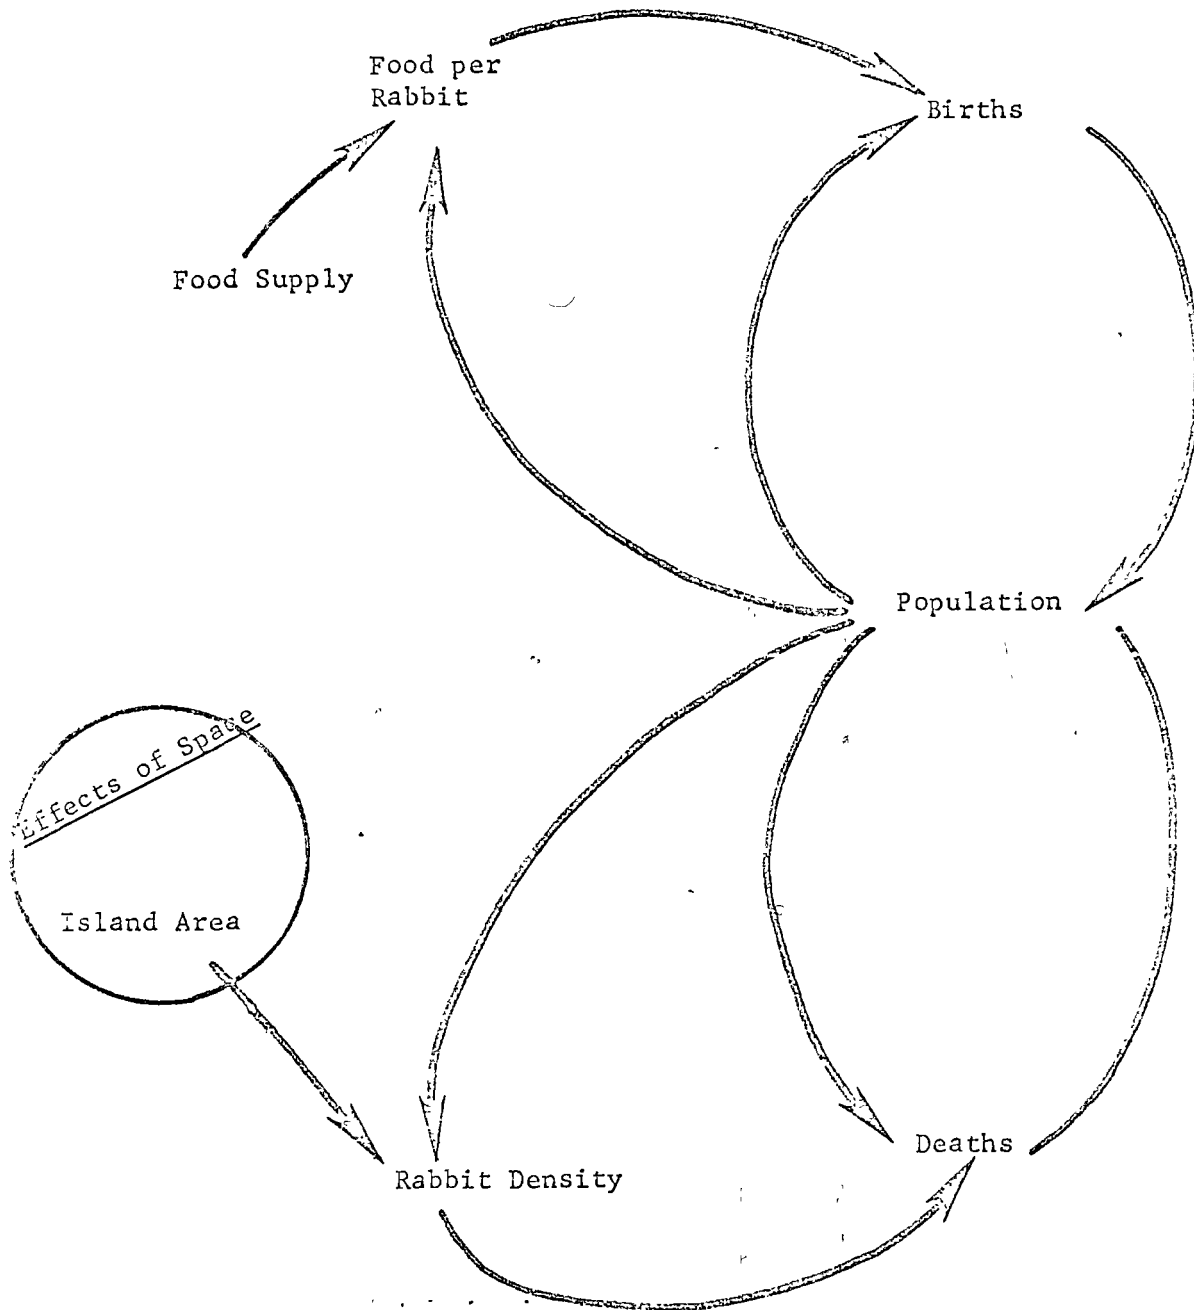 Food per
Rabbit
Births
Food Supply
Population
Effects of Space
Island Area
Deaths
Rabbit Density